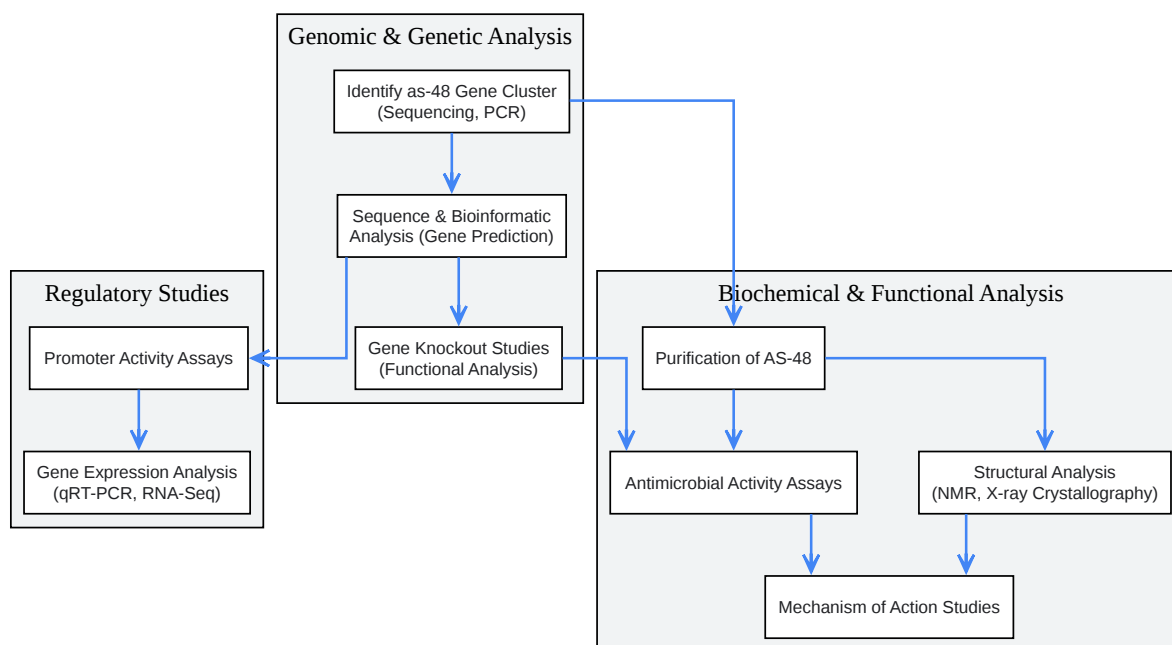 Genomic & Genetic Analysis
Identify as-48 Gene Cluster
(Sequencing, PCR)
Sequence & Bioinformatic
Analysis (Gene Prediction)
Gene Knockout Studies
(Functional Analysis)
Regulatory Studies
Promoter Activity Assays
Gene Expression Analysis
(qRT-PCR, RNA-Seq)
Biochemical & Functional Analysis
Purification of AS-48
Antimicrobial Activity Assays
Structural Analysis
(NMR, X-ray Crystallography)
Mechanism of Action Studies